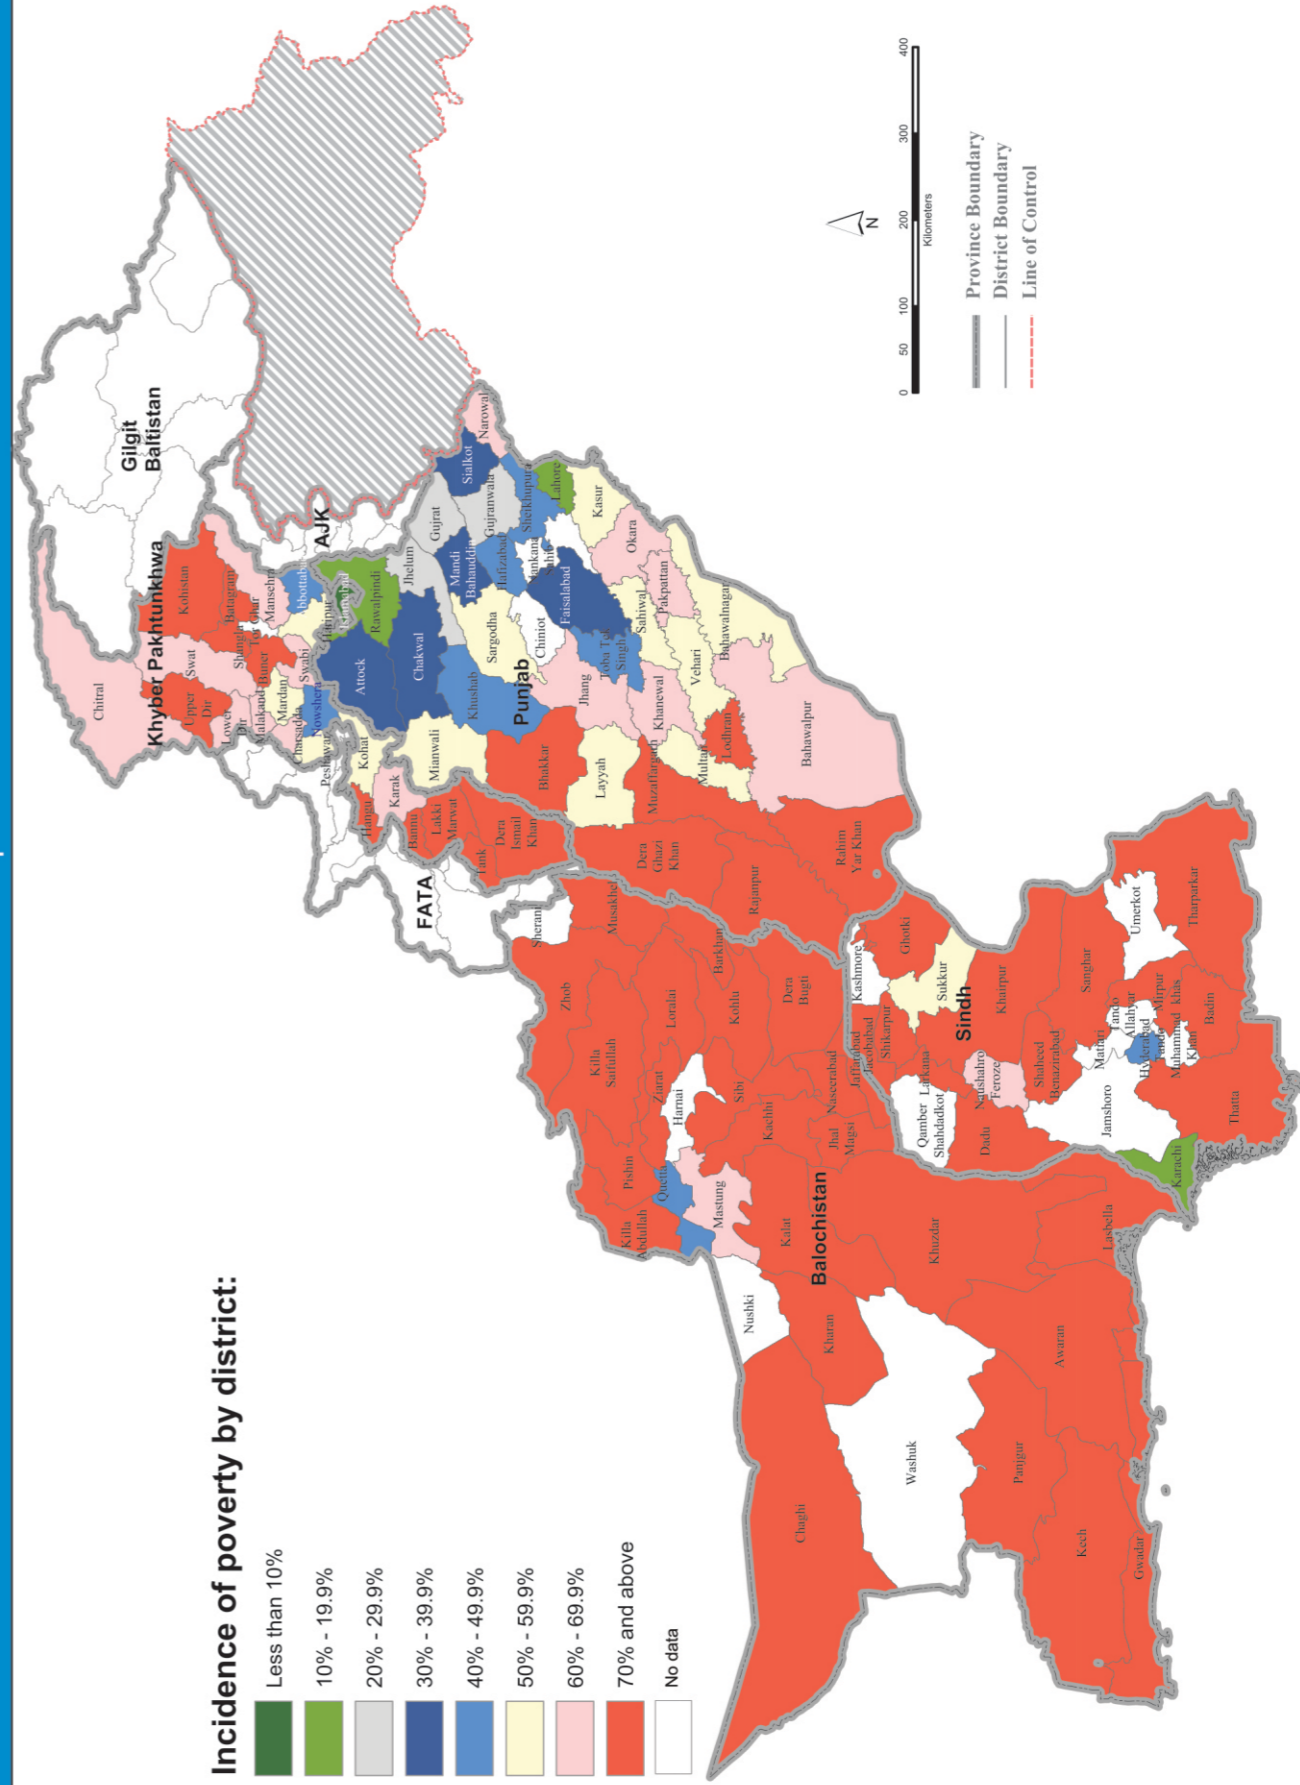 Incidence of poverty by district:
Less than 10%
10% - 19.9%
20% - 29.9%
30% - 39.9%
40% - 49.9%
50% - 59.9%
60% - 69.9%
70% and above
No data
Gilgit
Baltistan
Khyber Pakhtunkhwa
AJK
FATA
Punjab
Balochistan
Sindh
Chitral
Upper
Dir
Swat
Kohistan
Lower
Dir
Shangla
Batagram
Tor Ghar
Mansehra
Malakand
Buner
Mardan
Swabi
Charsadda
Nowshera
Peshawar
Haripur
Islamabad
Kohat
Hangu
Karak
Bannu
Lakki
Marwat
Tank
Dera
Ismail
Khan
Attock
Rawalpindi
Chakwal
Jhelum
Gujrat
Mandi
Bahauddin
Sialkot
Narowal
Gujranwala
Hafizabad
Sheikhupura
Lahore
Mianwali
Khushab
Sargodha
Chiniot
Faisalabad
Kasur
Okara
Bhakkar
Jhang
Toba Tek
Singh
Sahiwal
Pakpattan
Layyah
Khanewal
Vehari
Bahawalnagar
Muzaffargarh
Multan
Lodhran
Bahawalpur
Dera
Ghazi
Khan
Rajanpur
Rahim
Yar Khan
Sherani
Zhob
Musakhel
Killa
Saifullah
Loralai
Barkhan
Kohlu
Dera
Bugti
Pishin
Killa
Abdullah
Ziarat
Harnai
Quetta
Sibi
Mastung
Kachhi
Naseerabad
Jaffarabad
Jhal
Magsi
Kalat
Nushki
Kharan
Khuzdar
Chaghi
Washuk
Panjgur
Awaran
Lasbella
Kech
Gwadar
Kashmore
Ghotki
Jacobabad
Shikarpur
Sukkur
Larkana
Qamber
Shahdadkot
Khairpur
Naushahro
Feroze
Dadu
Shaheed
Benazirabad
Sanghar
Matiari
Jamshoro
Hyderabad
Tando
Allahyar
Mirpur
khas
Umerkot
Tharparkar
Tando
Muhammad
Khan
Badin
Thatta
Karachi
N
0 50 100 200 300 400
Kilometers
Province Boundary
District Boundary
Line of Control